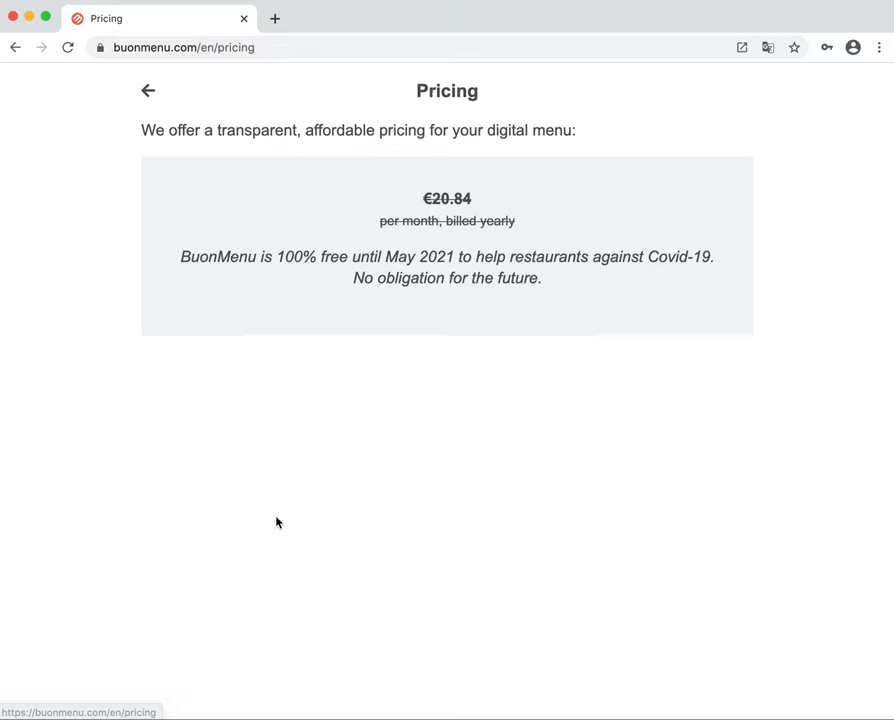 Pricing
buonmenu.com/en/pricing
Pricing
We offer a transparent, affordable pricing for your digital menu:
€20.84
per month, billed yearly
BuonMenu is 100% free until May 2021 to help restaurants against Covid-19.
No obligation for the future.
https://buonmenu.com/en/pricing